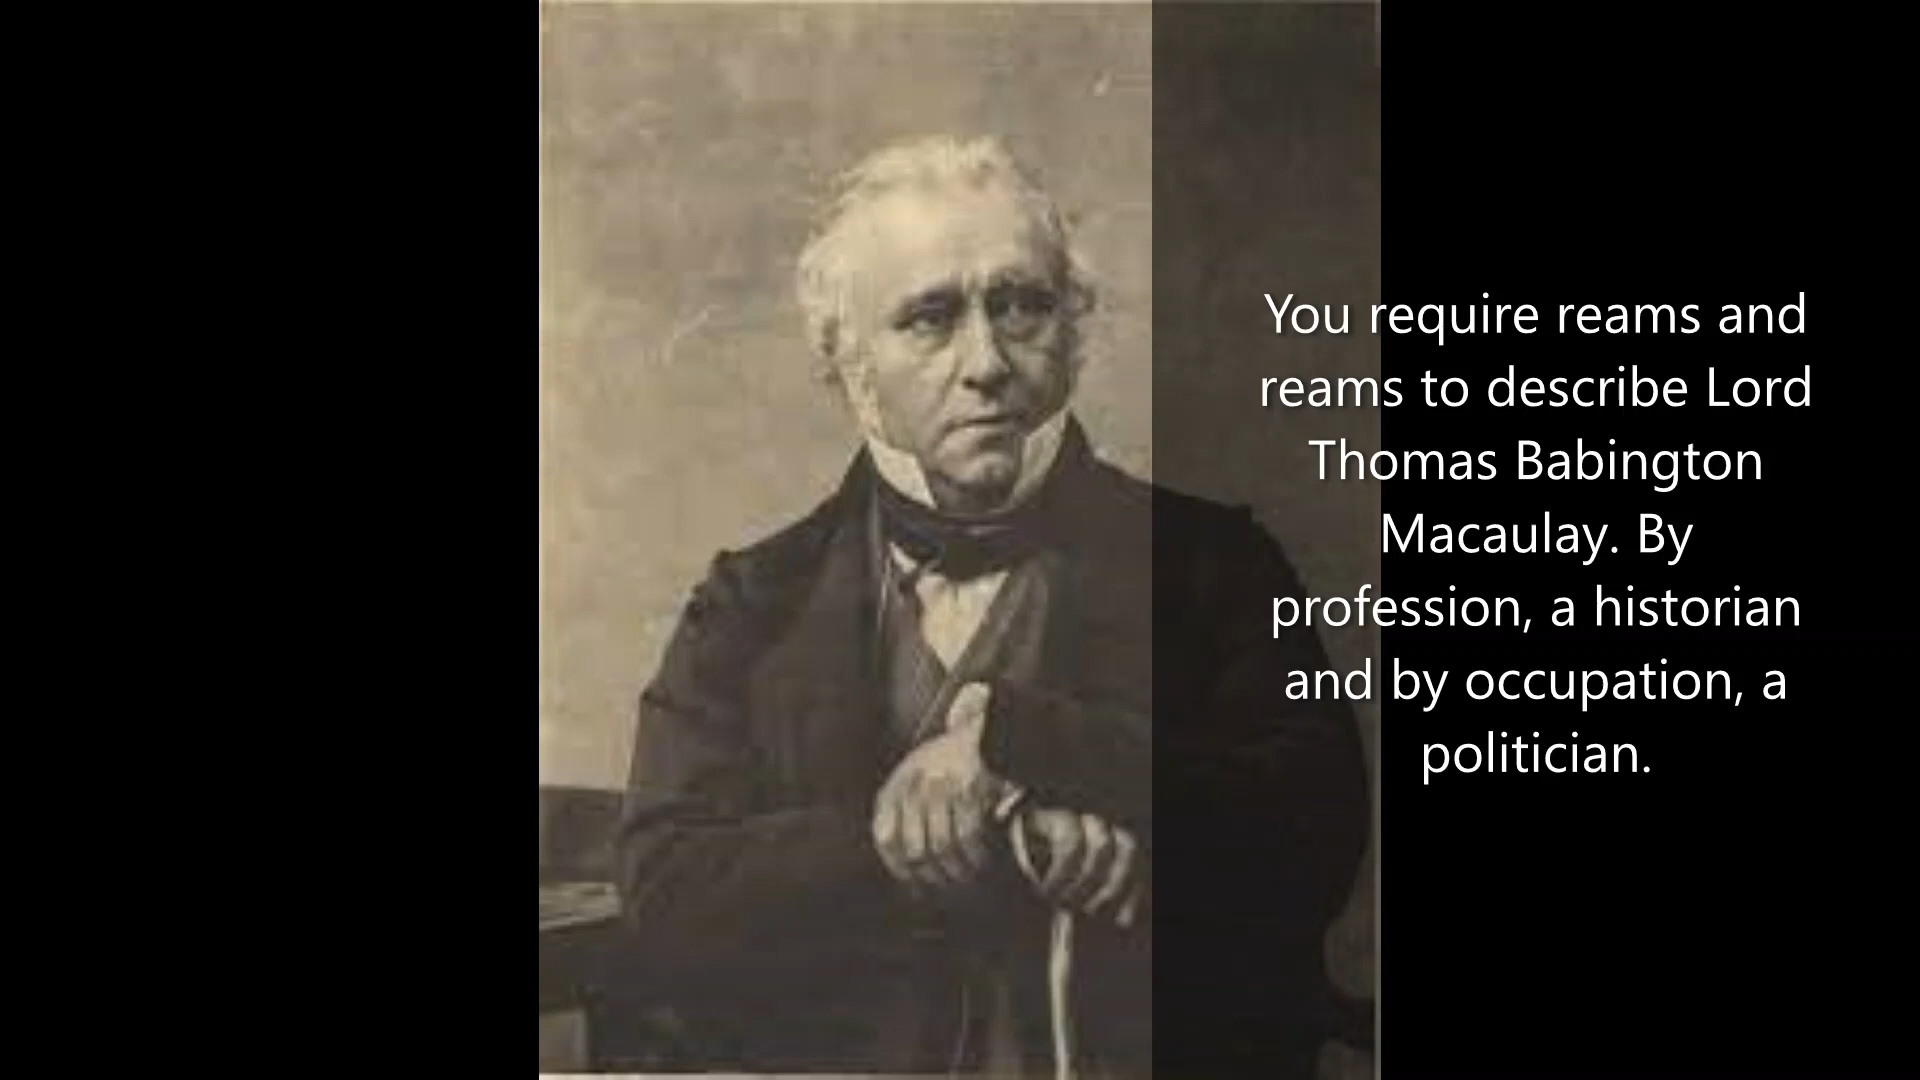 You require reams and
reams to describe Lord
Thomas Babington
Macaulay. By
profession, a historian
and by occupation, a
politician.